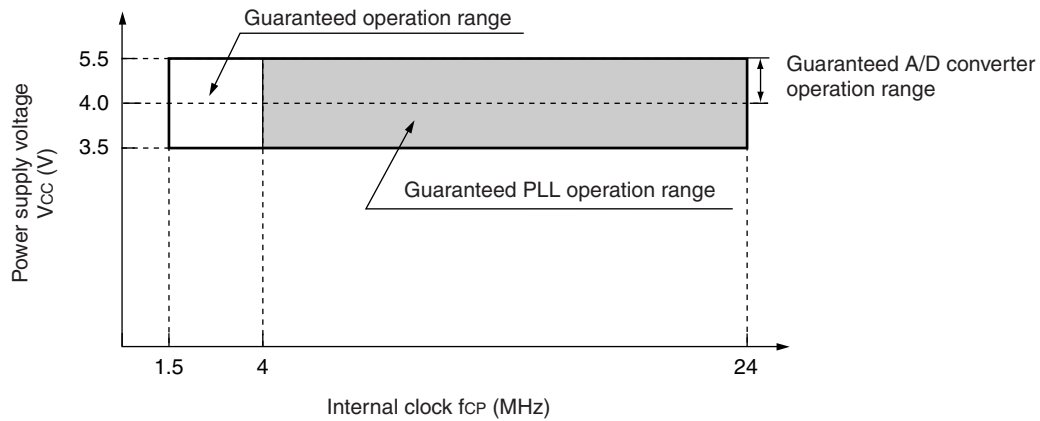 Guaranteed operation range
5.5
4.0
3.5
Power supply voltage
VCC (V)
Guaranteed A/D converter
operation range
Guaranteed PLL operation range
1.5
4
24
Internal clock fCP (MHz)